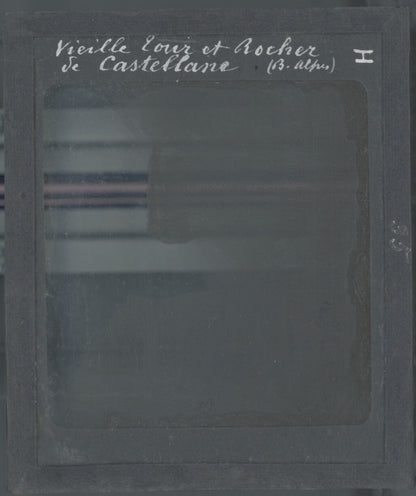 Vieille Tour et Rocher
de Castellane (B. Alpes)
H